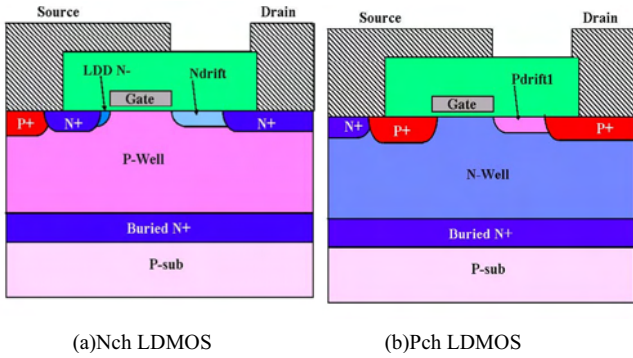 Source Drain
LDD N- Ndrift
Gate
P+ N+ N+
P-Well
Buried N+
P-sub
(a)Nch LDMOS
Source Drain
Pdrift1
Gate
N+ P+ P+
N-Well
Buried N+
P-sub
(b)Pch LDMOS